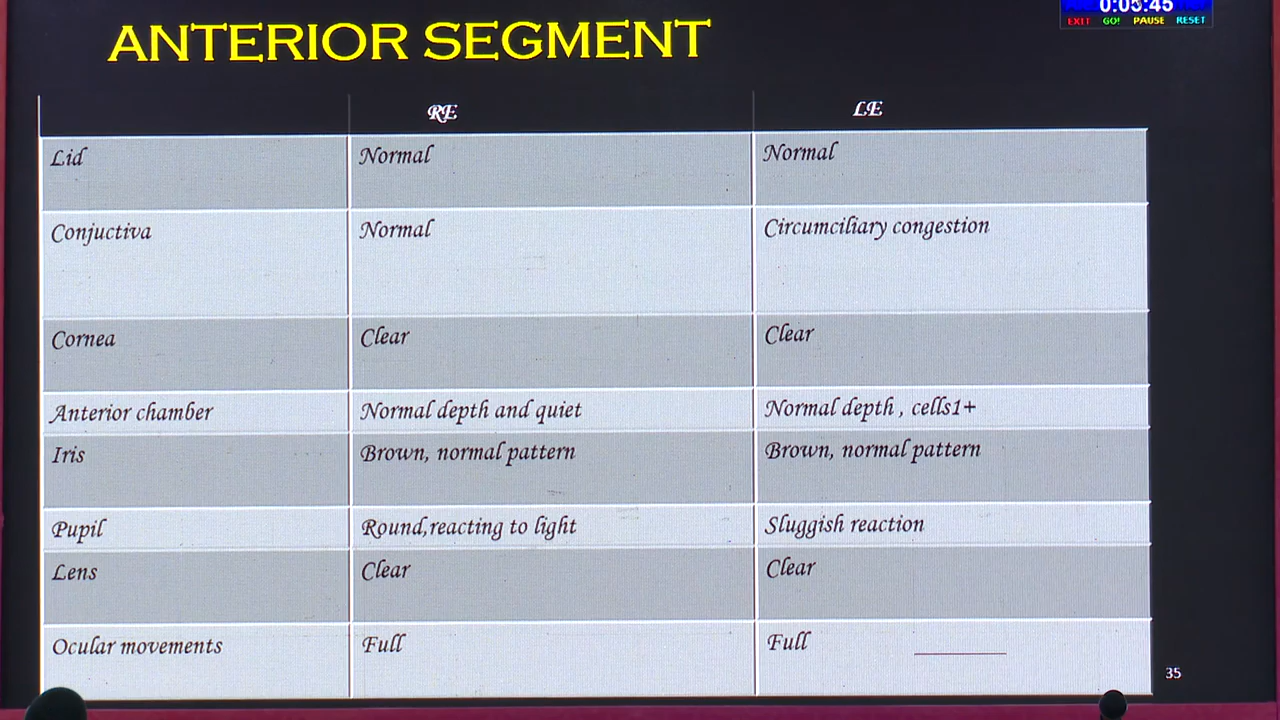 0:05:45
EXIT GO! PAUSE RESET
ANTERIOR SEGMENT
RE LE
Lid Normal Normal
Conjuctiva Normal Circumciliary congestion
Cornea Clear Clear
Anterior chamber Normal depth and quiet Normal depth , cells1+
Iris Brown, normal pattern Brown, normal pattern
Pupil Round,reacting to light Sluggish reaction
Lens Clear Clear
Ocular movements Full Full
35